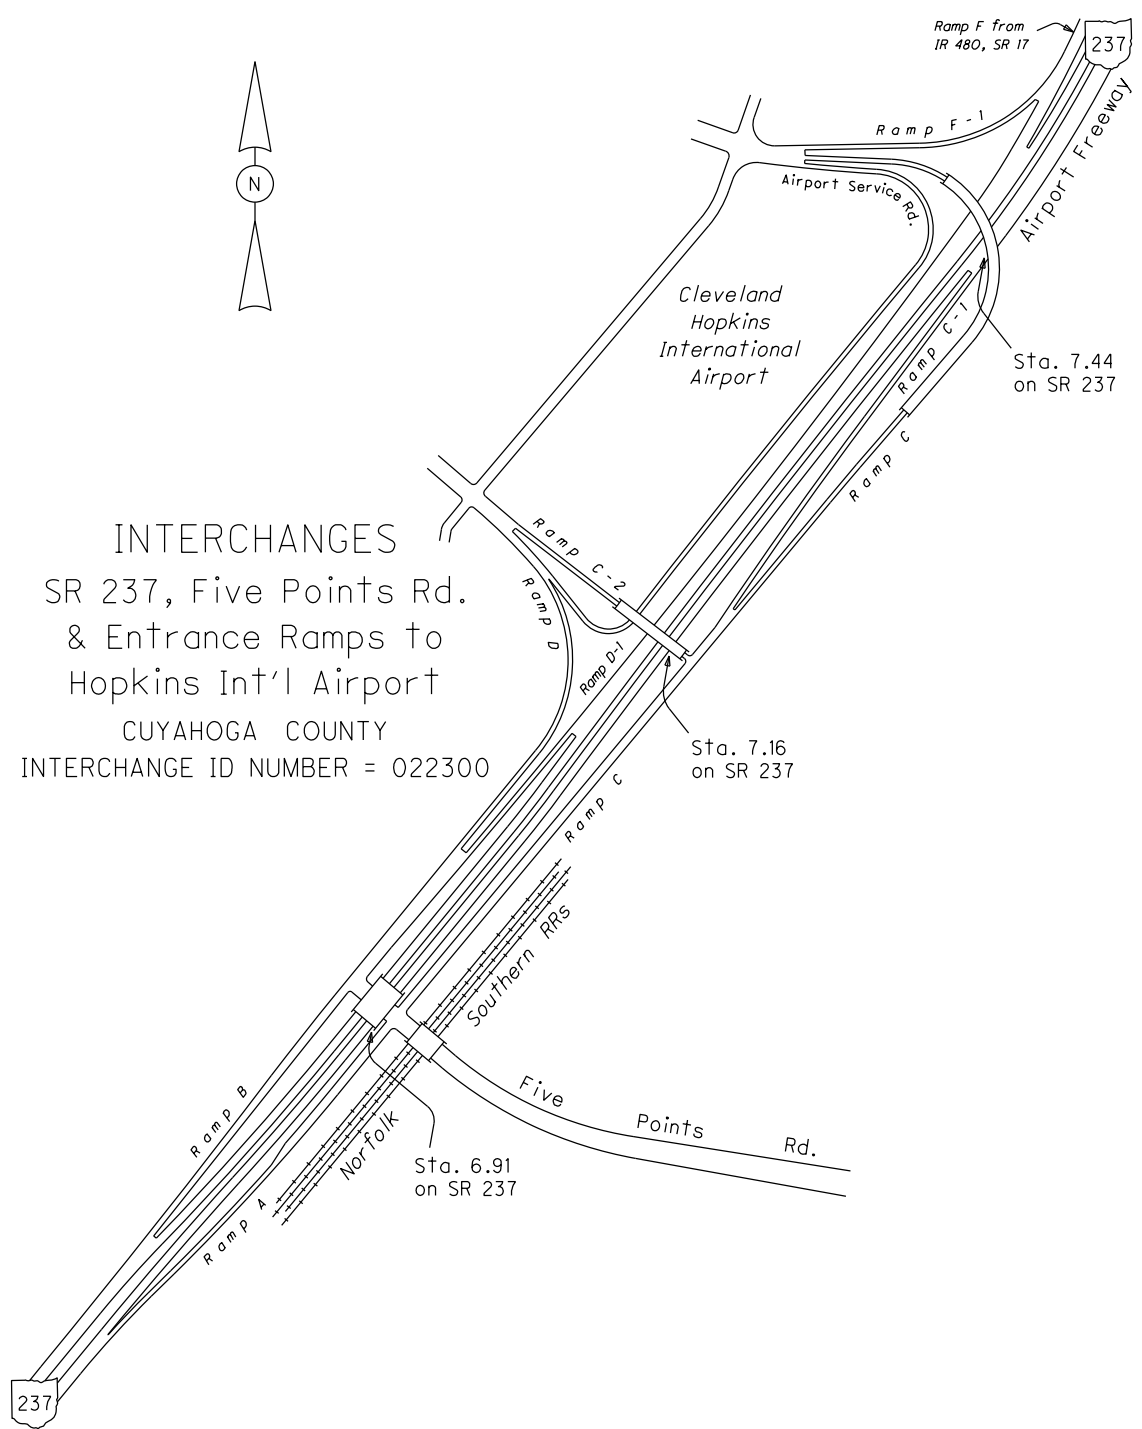 Ramp F from
IR 480, SR 17
237
Airport Freeway
Ramp F-1
Airport Service Rd.
N
Cleveland
Hopkins
International
Airport
Ramp C-1
Sta. 7.44
on SR 237
Ramp C
Ramp C-2
Ramp D
INTERCHANGES
SR 237, Five Points Rd.
& Entrance Ramps to
Hopkins Int'l Airport
CUYAHOGA COUNTY
INTERCHANGE ID NUMBER = 022300
Ramp D-1
Sta. 7.16
on SR 237
Ramp C
Norfolk Southern RRs
Five Points Rd.
Ramp B
Sta. 6.91
on SR 237
Ramp A
237